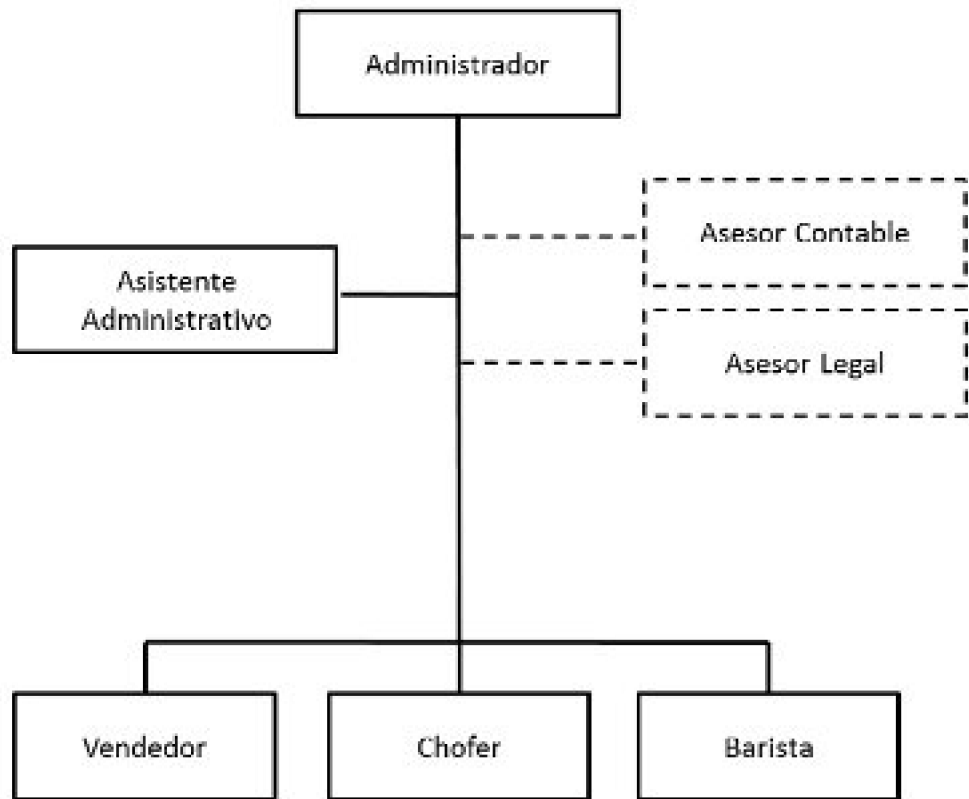 Administrador
Asesor Contable
Asistente
Administrativo
Asesor Legal
Vendedor
Chofer
Barista